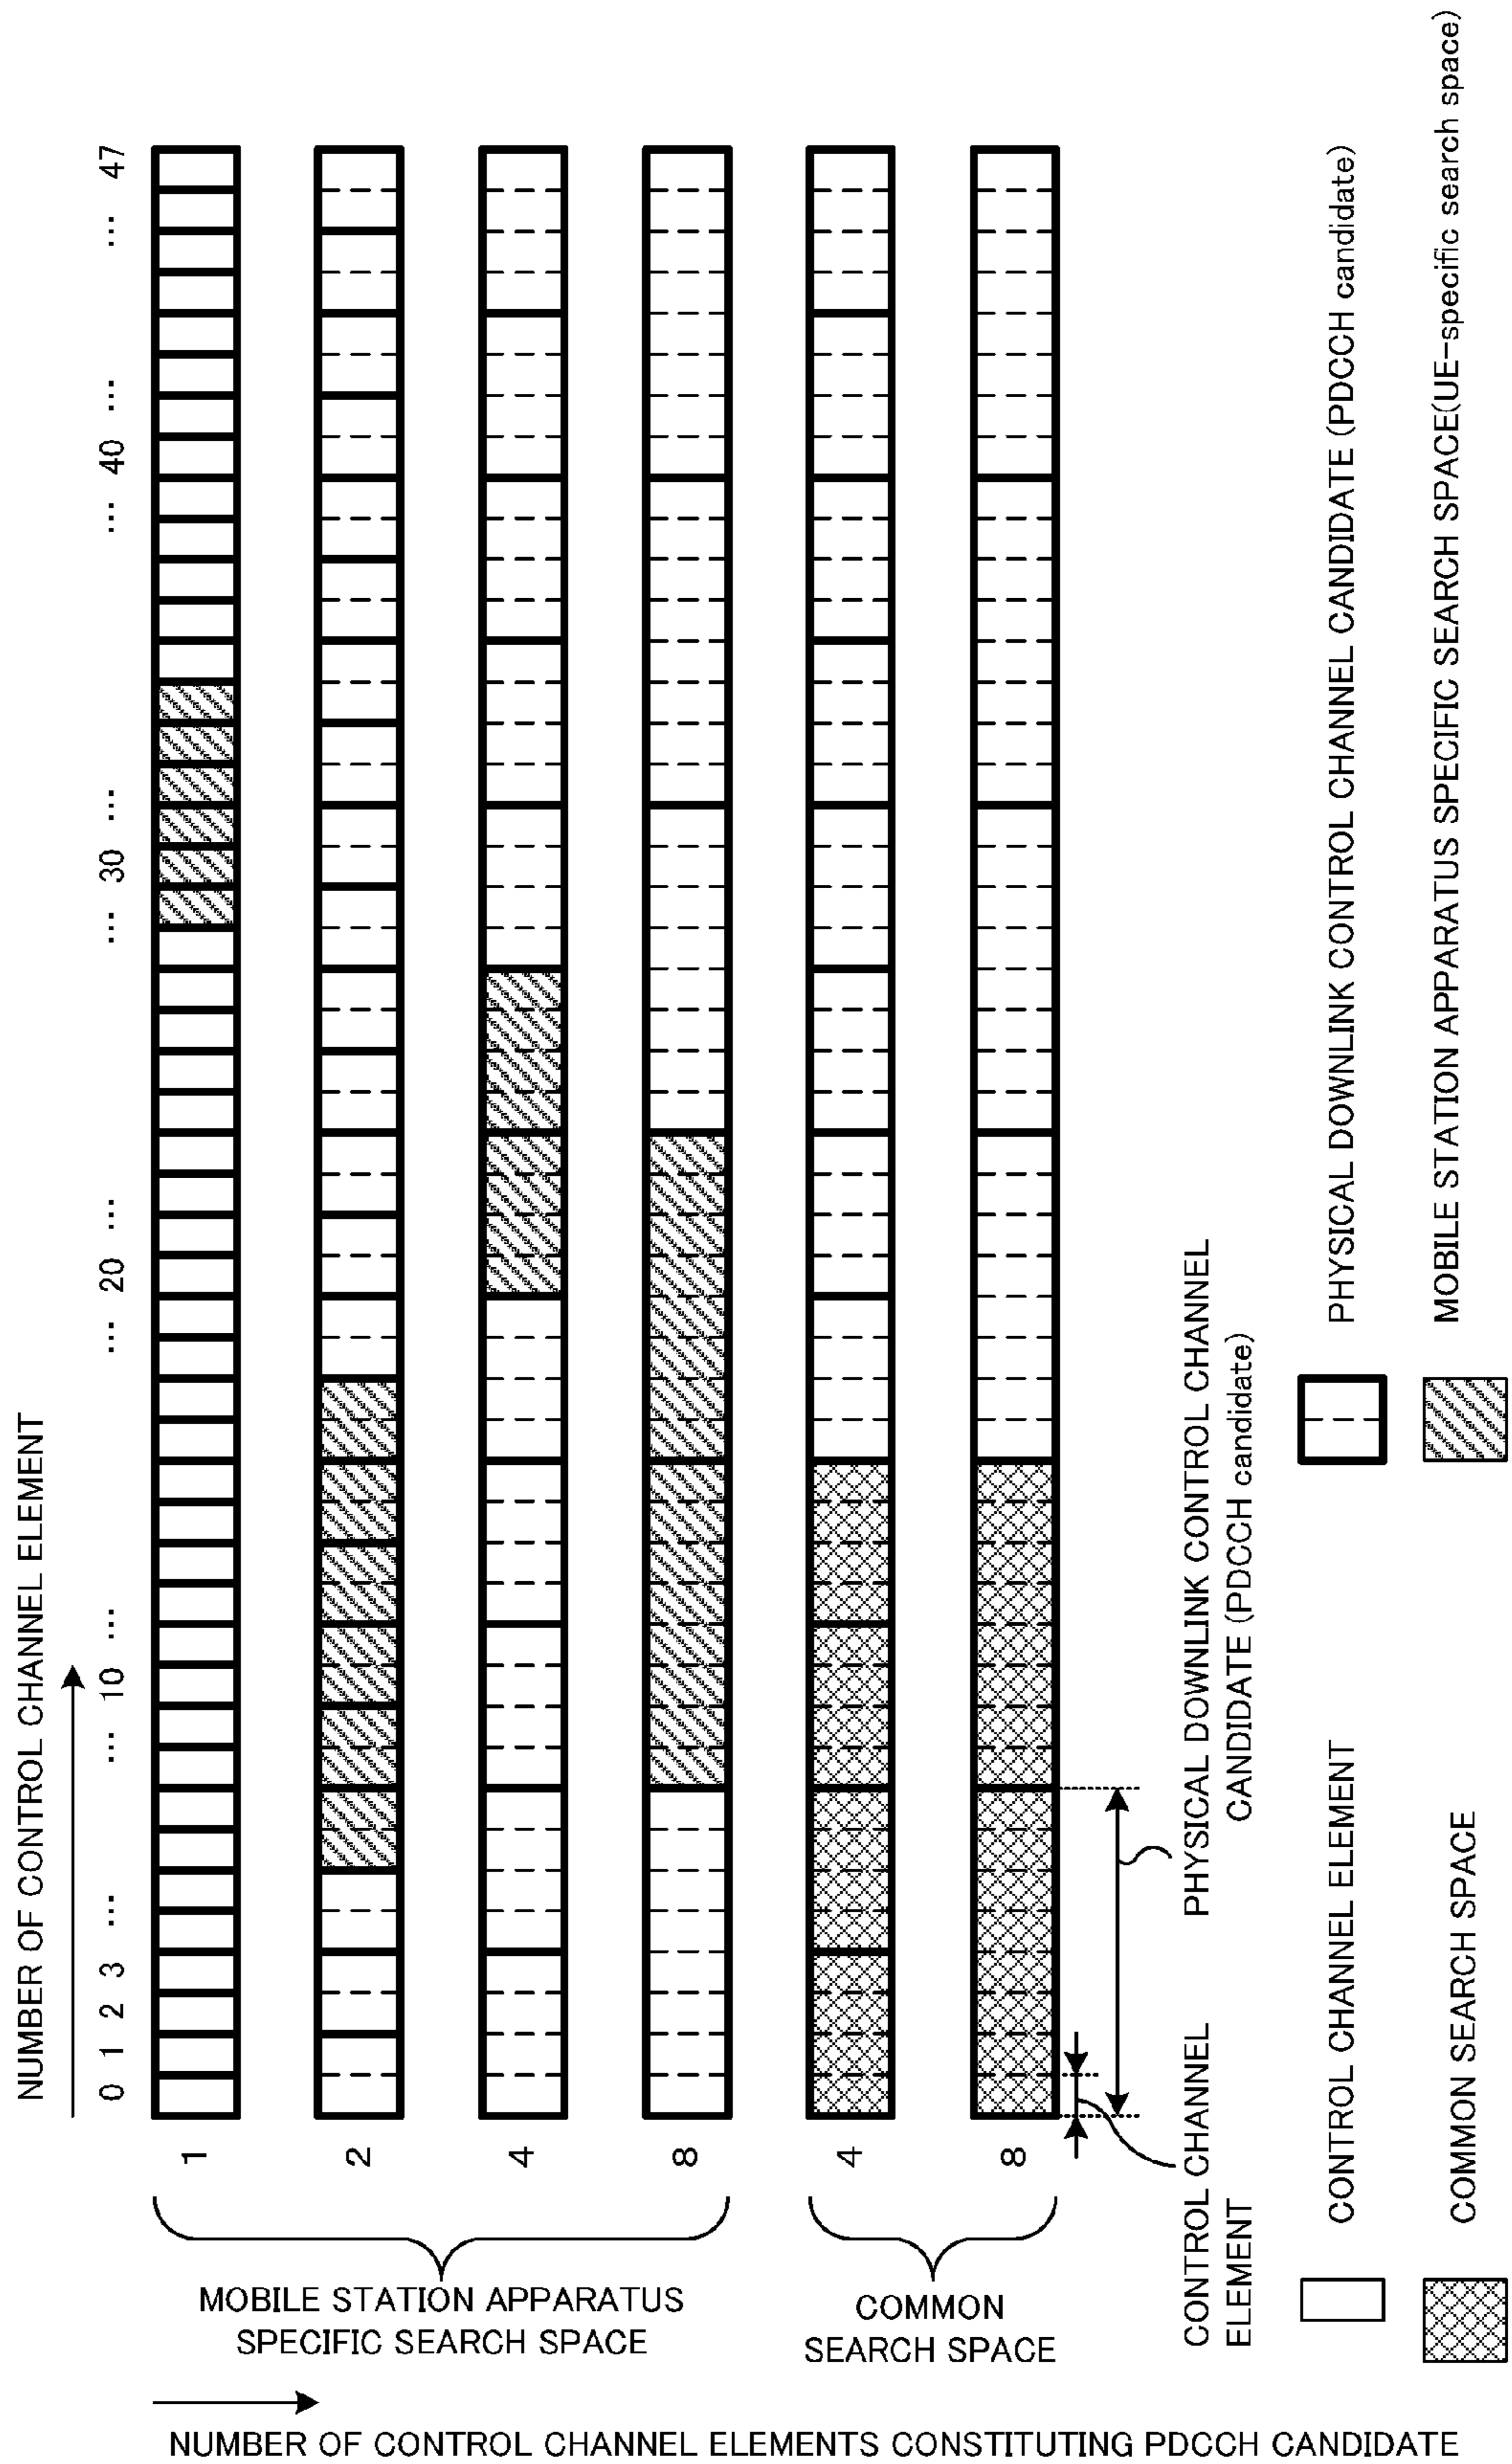 NUMBER OF CONTROL CHANNEL ELEMENT
0 1 2 3 ... ... 10 ... ... 20 ... ... 30 ... ... 40 ... ... 47
1
2
4
8
4
8
MOBILE STATION APPARATUS
SPECIFIC SEARCH SPACE
COMMON
SEARCH SPACE
NUMBER OF CONTROL CHANNEL ELEMENTS CONSTITUTING PDCCH CANDIDATE
CONTROL CHANNEL
ELEMENT
PHYSICAL DOWNLINK CONTROL CHANNEL
CANDIDATE (PDCCH candidate)
CONTROL CHANNEL ELEMENT
PHYSICAL DOWNLINK CONTROL CHANNEL CANDIDATE (PDCCH candidate)
COMMON SEARCH SPACE
MOBILE STATION APPARATUS SPECIFIC SEARCH SPACE(UE-specific search space)